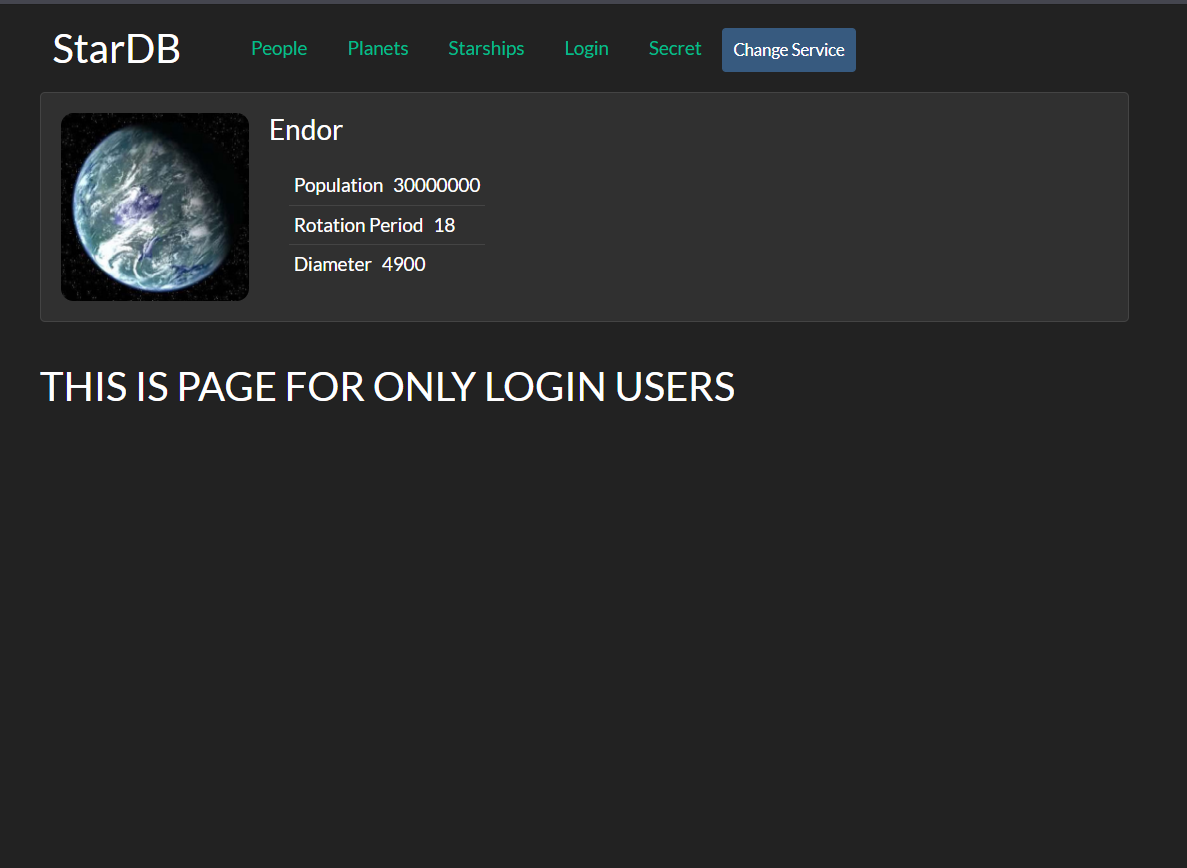 StarDB People Planets Starships Login Secret Change Service
Endor
Population 30000000
Rotation Period 18
Diameter 4900
THIS IS PAGE FOR ONLY LOGIN USERS